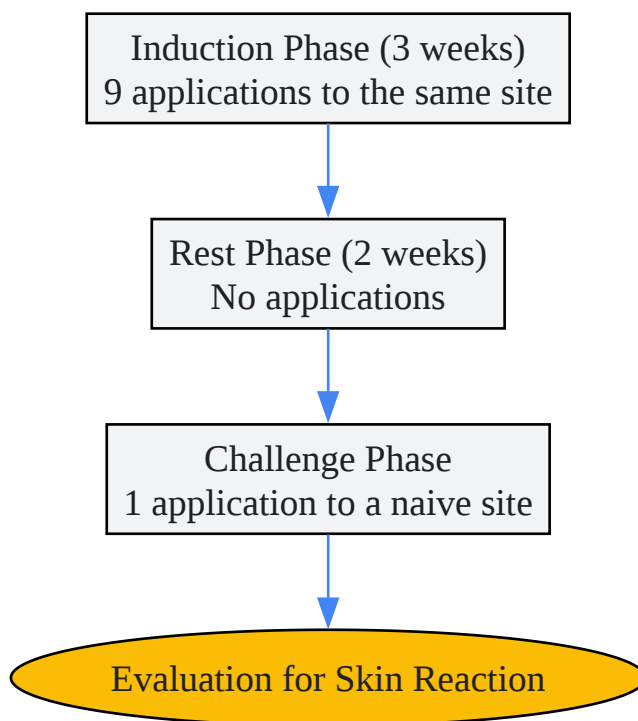 Induction Phase (3 weeks)
9 applications to the same site
Rest Phase (2 weeks)
No applications
Challenge Phase
1 application to a naive site
Evaluation for Skin Reaction